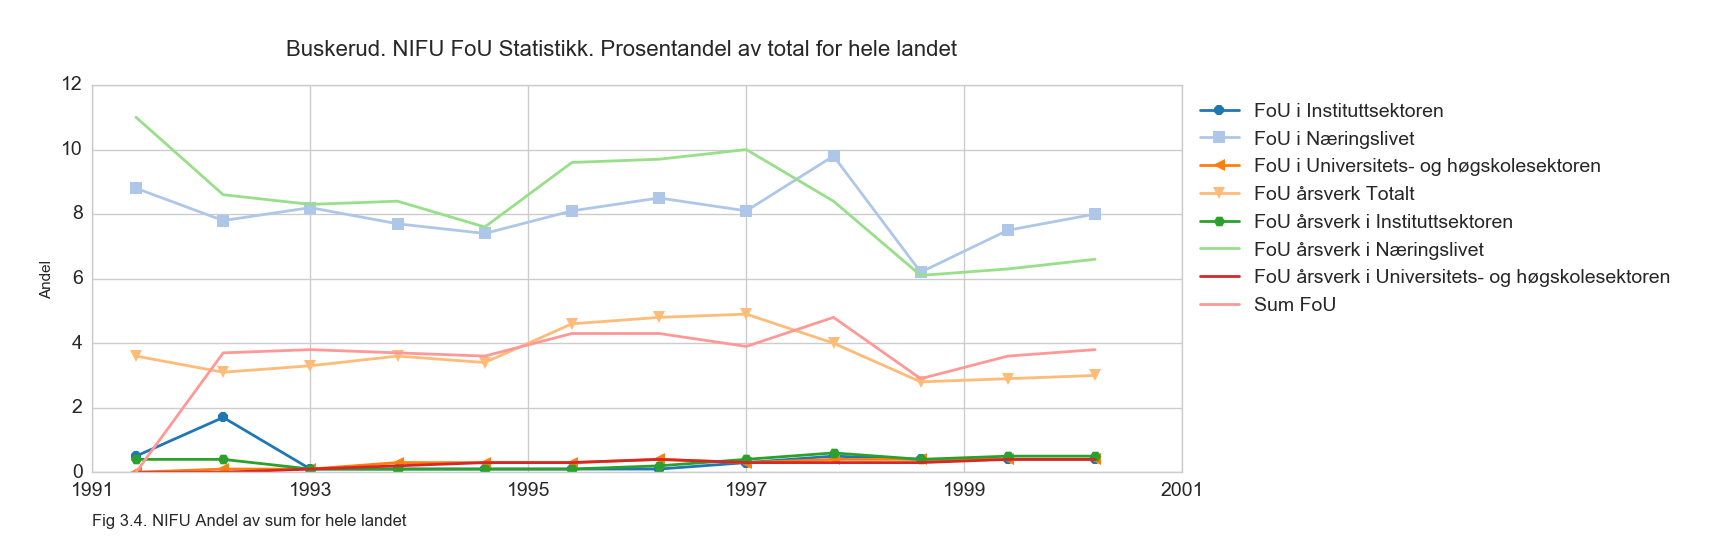 Buskerud. NIFU FoU Statistikk. Prosentandel av total for hele landet
12
10
8
6
4
2
0
Andel
1991 1993 1995 1997 1999 2001
FoU i Instituttsektoren
FoU i Næringslivet
FoU i Universitets- og høgskolesektoren
FoU årsverk Totalt
FoU årsverk i Instituttsektoren
FoU årsverk i Næringslivet
FoU årsverk i Universitets- og høgskolesektoren
Sum FoU
Fig 3.4. NIFU Andel av sum for hele landet